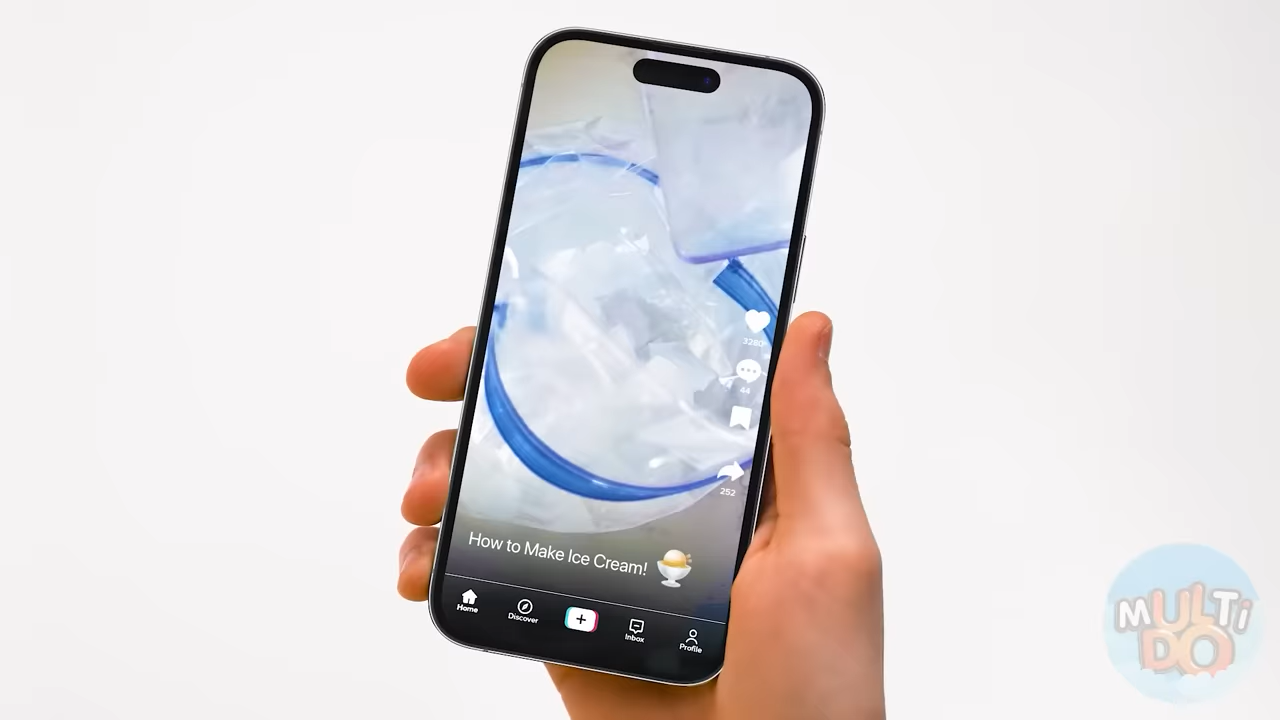 3280
44
252
How to Make Ice Cream!
Home
Discover
Inbox
Profile
MULTi
DO